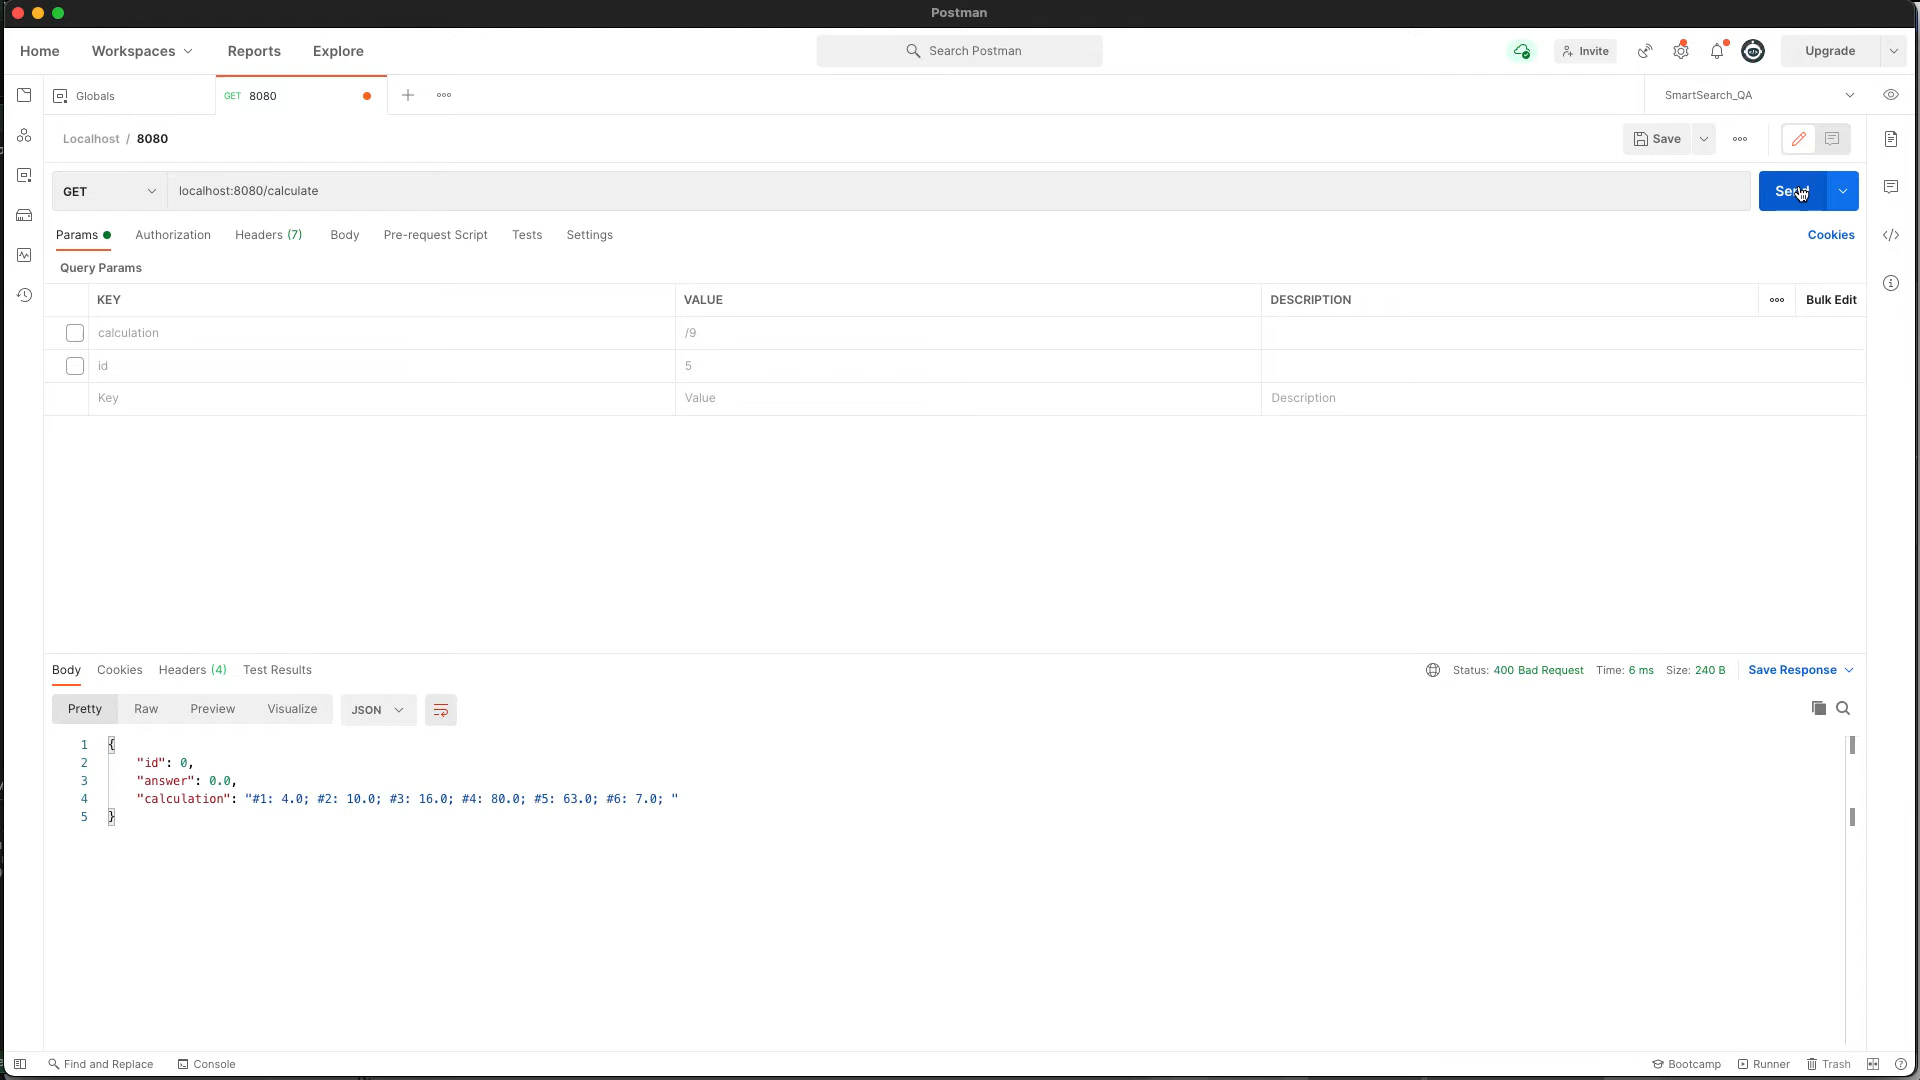 Postman
Home Workspaces Reports Explore Search Postman Invite Upgrade
Globals GET 8080 SmartSearch_QA
Localhost / 8080 Save
GET localhost:8080/calculate Send
Params Authorization Headers (7) Body Pre-request Script Tests Settings Cookies
Query Params
KEY VALUE DESCRIPTION Bulk Edit
calculation /9
id 5
Key Value Description
Body Cookies Headers (4) Test Results Status: 400 Bad Request Time: 6 ms Size: 240 B Save Response
Pretty Raw Preview Visualize JSON
1 {
2 "id": 0,
3 "answer": 0.0,
4 "calculation": "#1: 4.0; #2: 10.0; #3: 16.0; #4: 80.0; #5: 63.0; #6: 7.0; "
5 }
Find and Replace Console Bootcamp Runner Trash